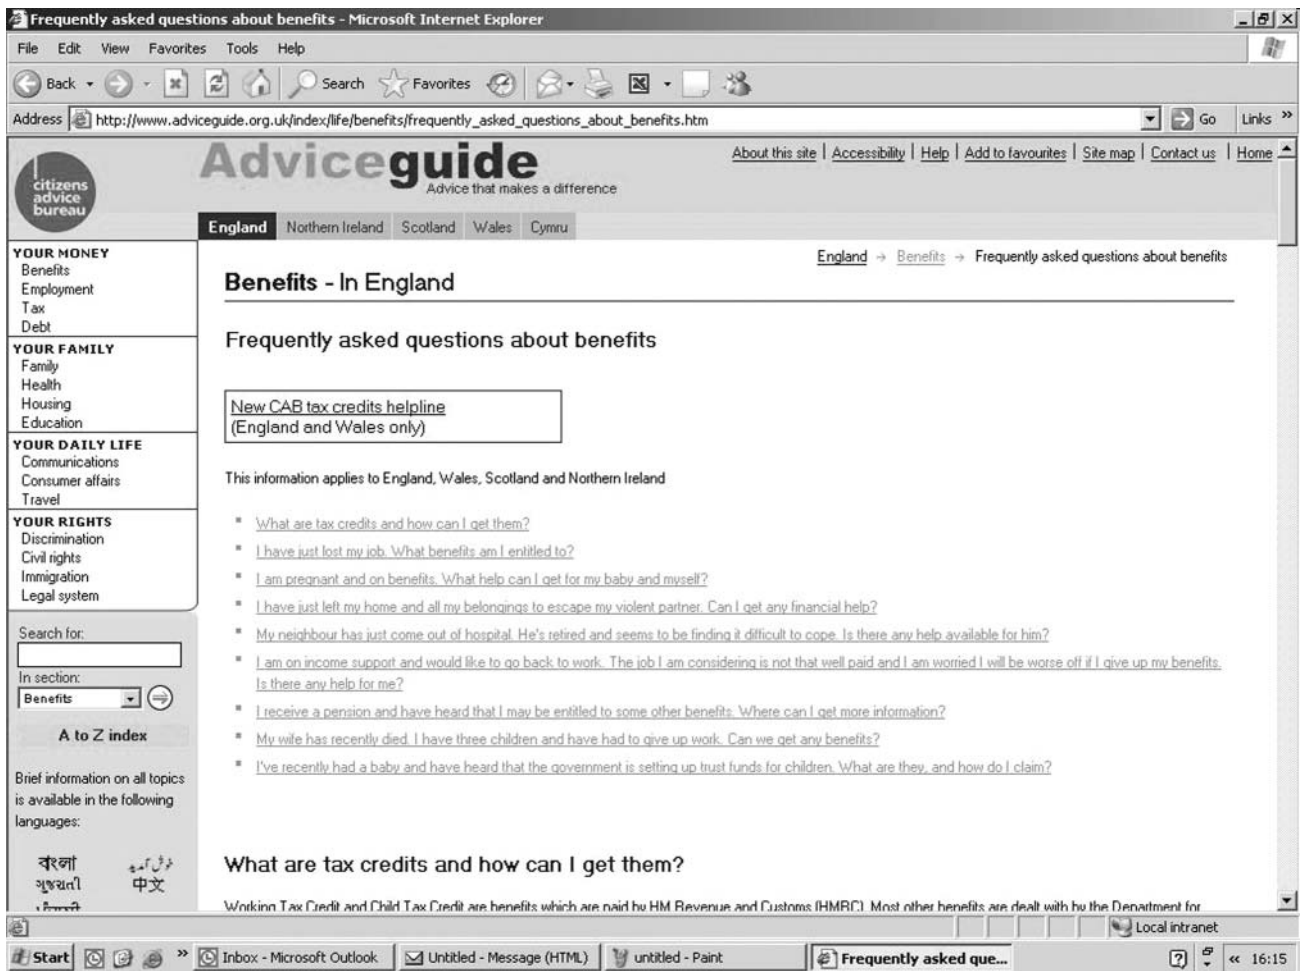 Frequently asked questions about benefits - Microsoft Internet Explorer
File Edit View Favorites Tools Help
Back Search Favorites
Address http://www.adviceguide.org.uk/index/life/benefits/frequently_asked_questions_about_benefits.htm Go Links »
citizens
advice
bureau
Adviceguide
Advice that makes a difference
About this site | Accessibility | Help | Add to favourites | Site map | Contact us | Home
England Northern Ireland Scotland Wales Cymru
YOUR MONEY
Benefits
Employment
Tax
Debt
YOUR FAMILY
Family
Health
Housing
Education
YOUR DAILY LIFE
Communications
Consumer affairs
Travel
YOUR RIGHTS
Discrimination
Civil rights
Immigration
Legal system
Search for:
In section:
Benefits
A to Z index
Brief information on all topics
is available in the following
languages:
বাংলা
ગુજરાતી 中文
England → Benefits → Frequently asked questions about benefits
Benefits - In England
Frequently asked questions about benefits
New CAB tax credits helpline
(England and Wales only)
This information applies to England, Wales, Scotland and Northern Ireland
What are tax credits and how can I get them?
I have just lost my job. What benefits am I entitled to?
I am pregnant and on benefits. What help can I get for my baby and myself?
I have just left my home and all my belongings to escape my violent partner. Can I get any financial help?
My neighbour has just come out of hospital. He's retired and seems to be finding it difficult to cope. Is there any help available for him?
I am on income support and would like to go back to work. The job I am considering is not that well paid and I am worried I will be worse off if I give up my benefits.
Is there any help for me?
I receive a pension and have heard that I may be entitled to some other benefits. Where can I get more information?
My wife has recently died. I have three children and have had to give up work. Can we get any benefits?
I've recently had a baby and have heard that the government is setting up trust funds for children. What are they, and how do I claim?
What are tax credits and how can I get them?
Working Tax Credit and Child Tax Credit are benefits which are paid by HM Revenue and Customs (HMRC). Most other benefits are dealt with by the Department for
Local intranet
Start » Inbox - Microsoft Outlook Untitled - Message (HTML) untitled - Paint Frequently asked que... « 16:15